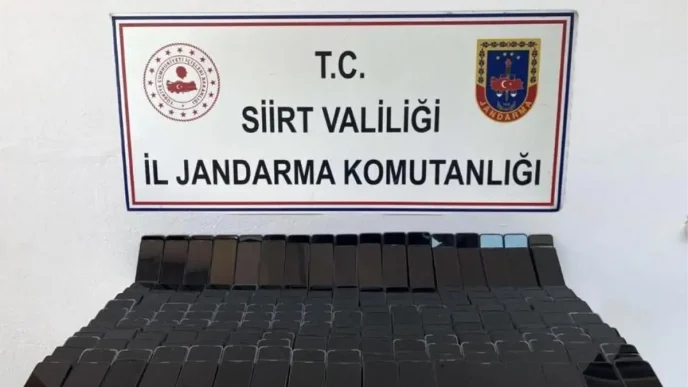 T.C.
SİİRT VALİLİĞİ
İL JANDARMA KOMUTANLIĞI
JANDARMA